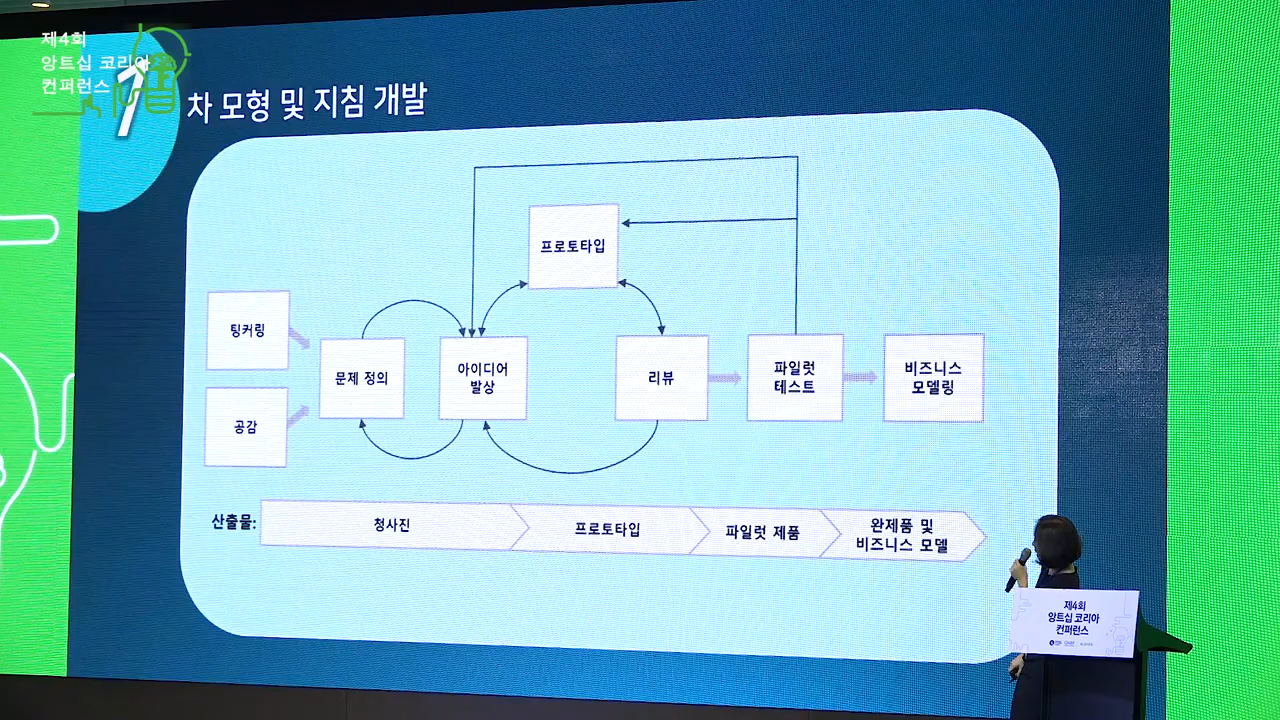 제4회
앙트십 코리아
컨퍼런스
1
차 모형 및 지침 개발
프로토타입
팅커링
문제 정의
아이디어
발상
리뷰
파일럿
테스트
비즈니스
모델링
공감
산출물:
청사진
프로토타입
파일럿 제품
완제품 및
비즈니스 모델
제4회
앙트십 코리아
컨퍼런스